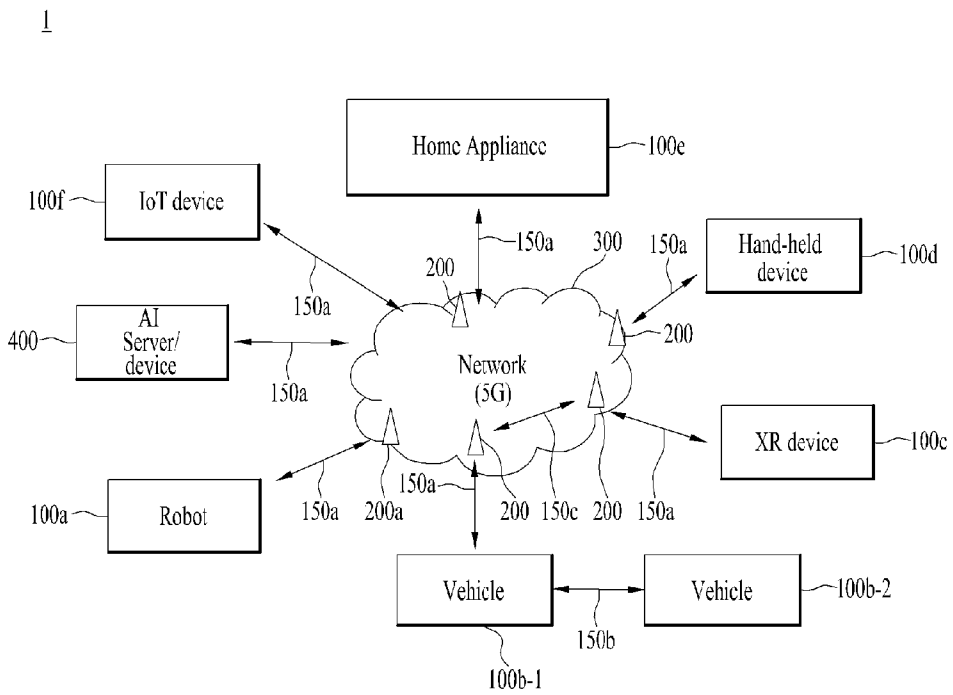 1
Home Appliance
100e
IoT device
100f
150a
150a
200
300
150a
Hand-held
device
100d
AI
Server/
device
400
150a
Network
(5G)
200
XR device
100c
Robot
100a
150a
200a
150a
200
150c
200
150a
Vehicle
100b-1
150b
Vehicle
100b-2